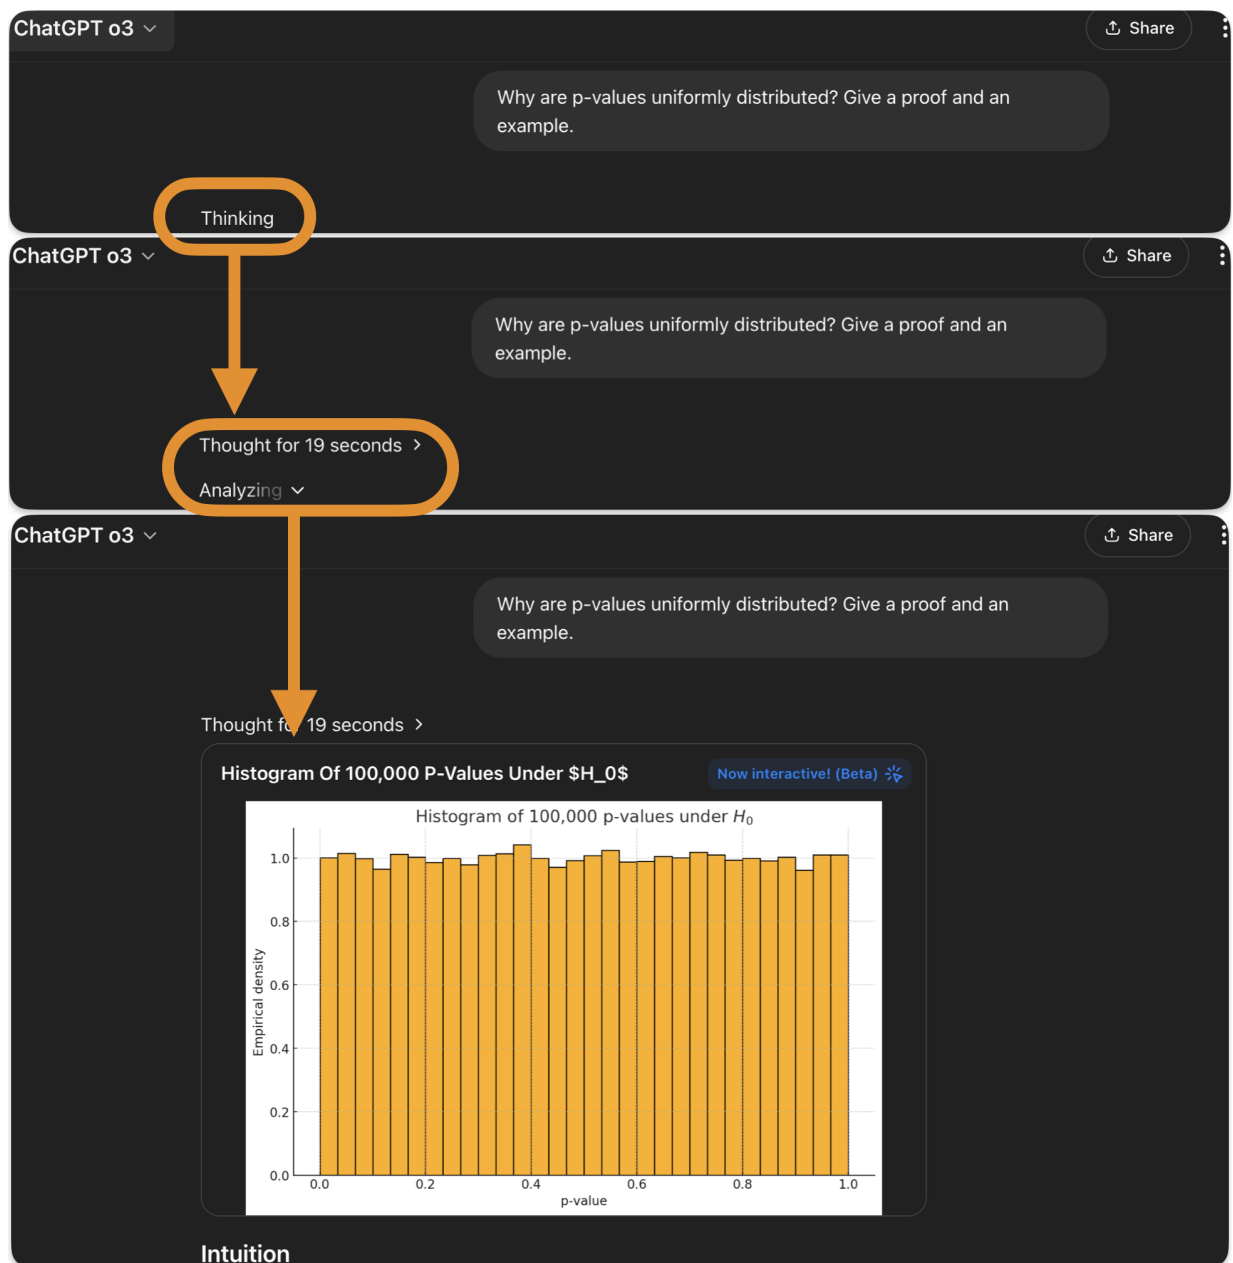 ChatGPT o3
Share
Why are p-values uniformly distributed? Give a proof and an
example.
Thinking
ChatGPT o3
Share
Why are p-values uniformly distributed? Give a proof and an
example.
Thought for 19 seconds
Analyzing
ChatGPT o3
Share
Why are p-values uniformly distributed? Give a proof and an
example.
Thought for 19 seconds
Histogram Of 100,000 P-Values Under $H_0$
Now interactive! (Beta)
Histogram of 100,000 p-values under H₀
Empirical density
1.0
0.8
0.6
0.4
0.2
0.0
0.0 0.2 0.4 0.6 0.8 1.0
p-value
Intuition